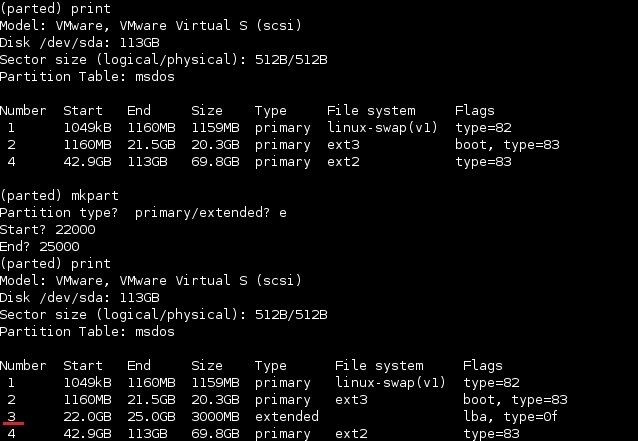 (parted) print
Model: VMware, VMware Virtual S (scsi)
Disk /dev/sda: 113GB
Sector size (logical/physical): 512B/512B
Partition Table: msdos
Number  Start   End     Size    Type      File system     Flags
 1      1049kB  1160MB  1159MB  primary   linux-swap(v1)  type=82
 2      1160MB  21.5GB  20.3GB  primary   ext3            boot, type=83
 4      42.9GB  113GB   69.8GB  primary   ext2            type=83
(parted) mkpart
Partition type?  primary/extended? e
Start? 22000
End? 25000
(parted) print
Model: VMware, VMware Virtual S (scsi)
Disk /dev/sda: 113GB
Sector size (logical/physical): 512B/512B
Partition Table: msdos
Number  Start   End     Size    Type      File system     Flags
 1      1049kB  1160MB  1159MB  primary   linux-swap(v1)  type=82
 2      1160MB  21.5GB  20.3GB  primary   ext3            boot, type=83
 3      22.0GB  25.0GB  3000MB  extended                  lba, type=0f
 4      42.9GB  113GB   69.8GB  primary   ext2            type=83